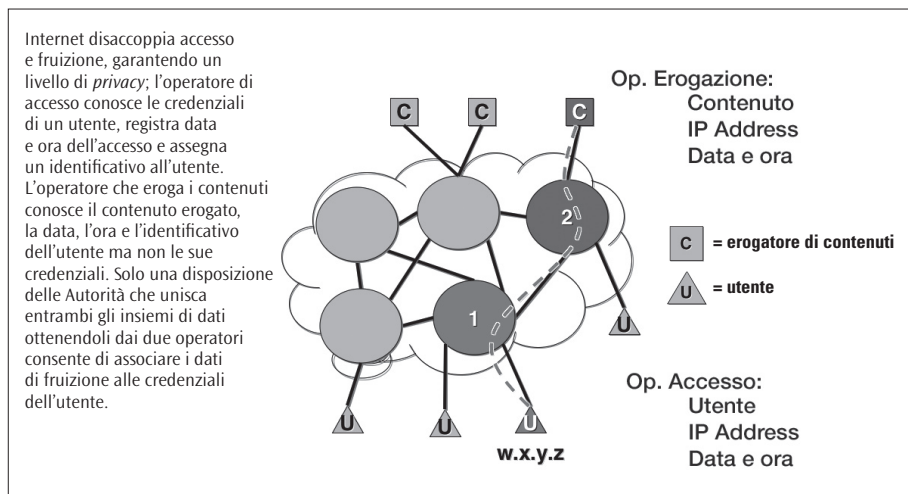 Internet disaccoppia accesso
e fruizione, garantendo un
livello di privacy; l'operatore di
accesso conosce le credenziali
di un utente, registra data
e ora dell'accesso e assegna
un identificativo all'utente.
L'operatore che eroga i contenuti
conosce il contenuto erogato,
la data, l'ora e l'identificativo
dell'utente ma non le sue
credenziali. Solo una disposizione
delle Autorità che unisca
entrambi gli insiemi di dati
ottenendoli dai due operatori
consente di associare i dati
di fruizione alle credenziali
dell'utente.
C
C
C
2
1
U
U
U
U
w.x.y.z
Op. Erogazione:
Contenuto
IP Address
Data e ora
C = erogatore di contenuti
U = utente
Op. Accesso:
Utente
IP Address
Data e ora